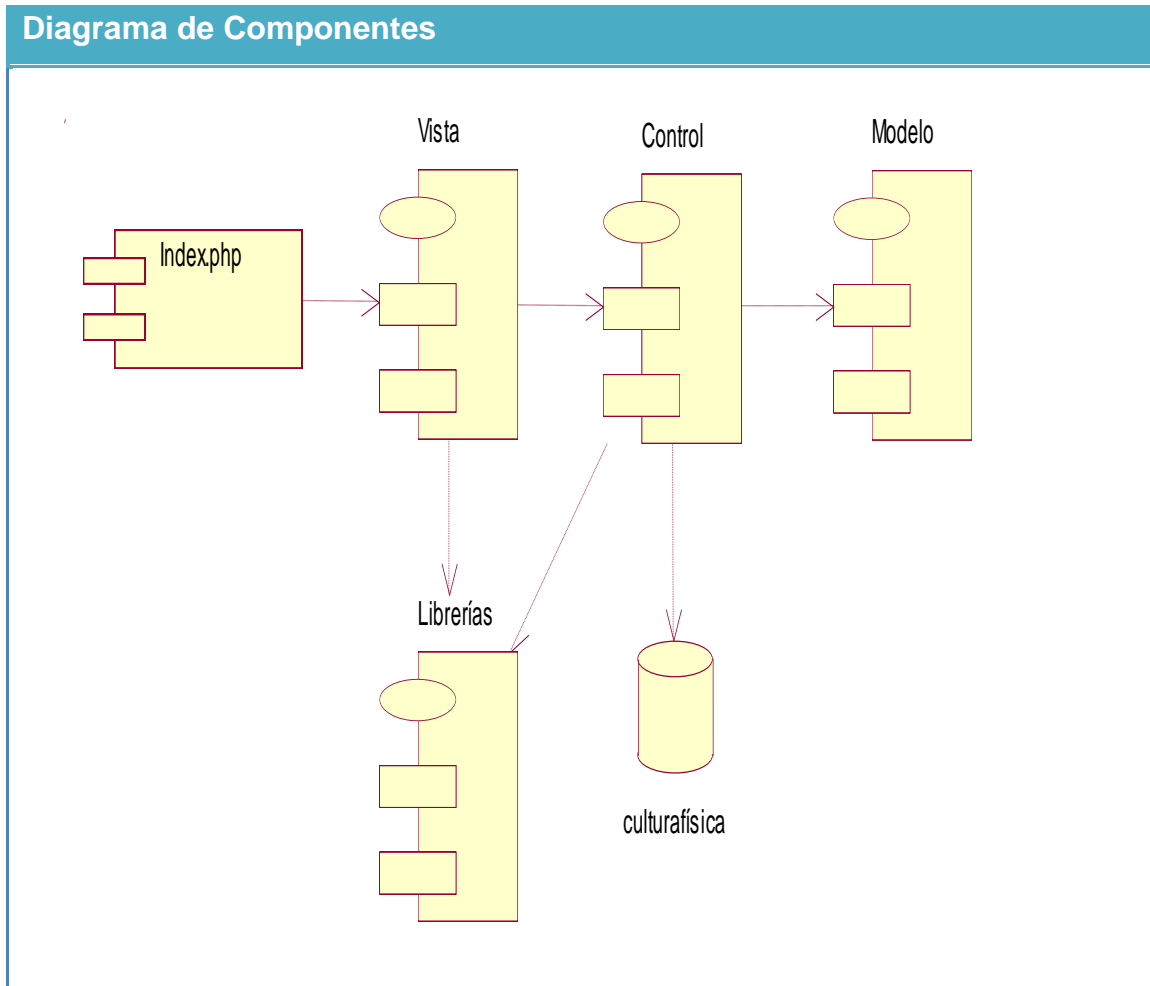 Diagrama de Componentes
Vista
Control
Modelo
Index.php
Librerías
culturafísica